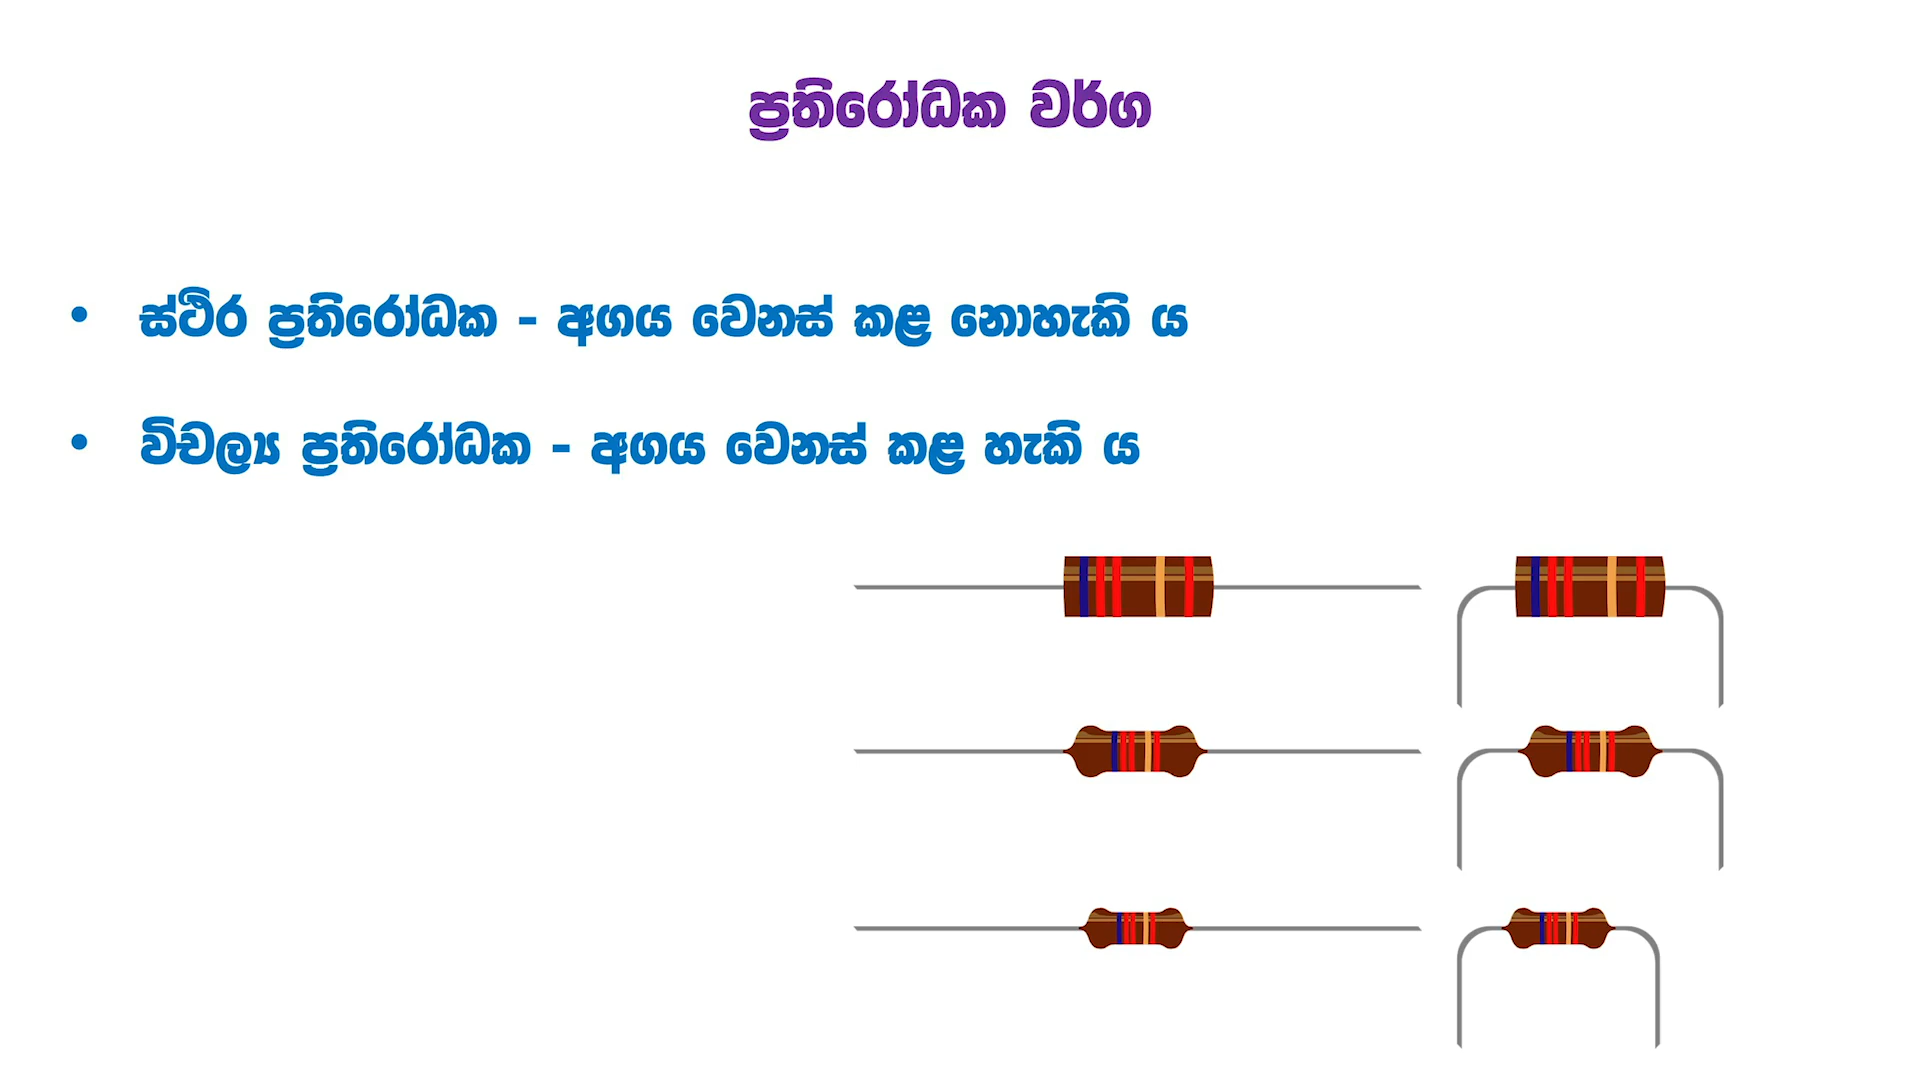 ප්‍රතිරෝධක වර්ග
• ස්ථිර ප්‍රතිරෝධක - අගය වෙනස් කළ නොහැකි ය
• විචල්‍ය ප්‍රතිරෝධක - අගය වෙනස් කළ හැකි ය